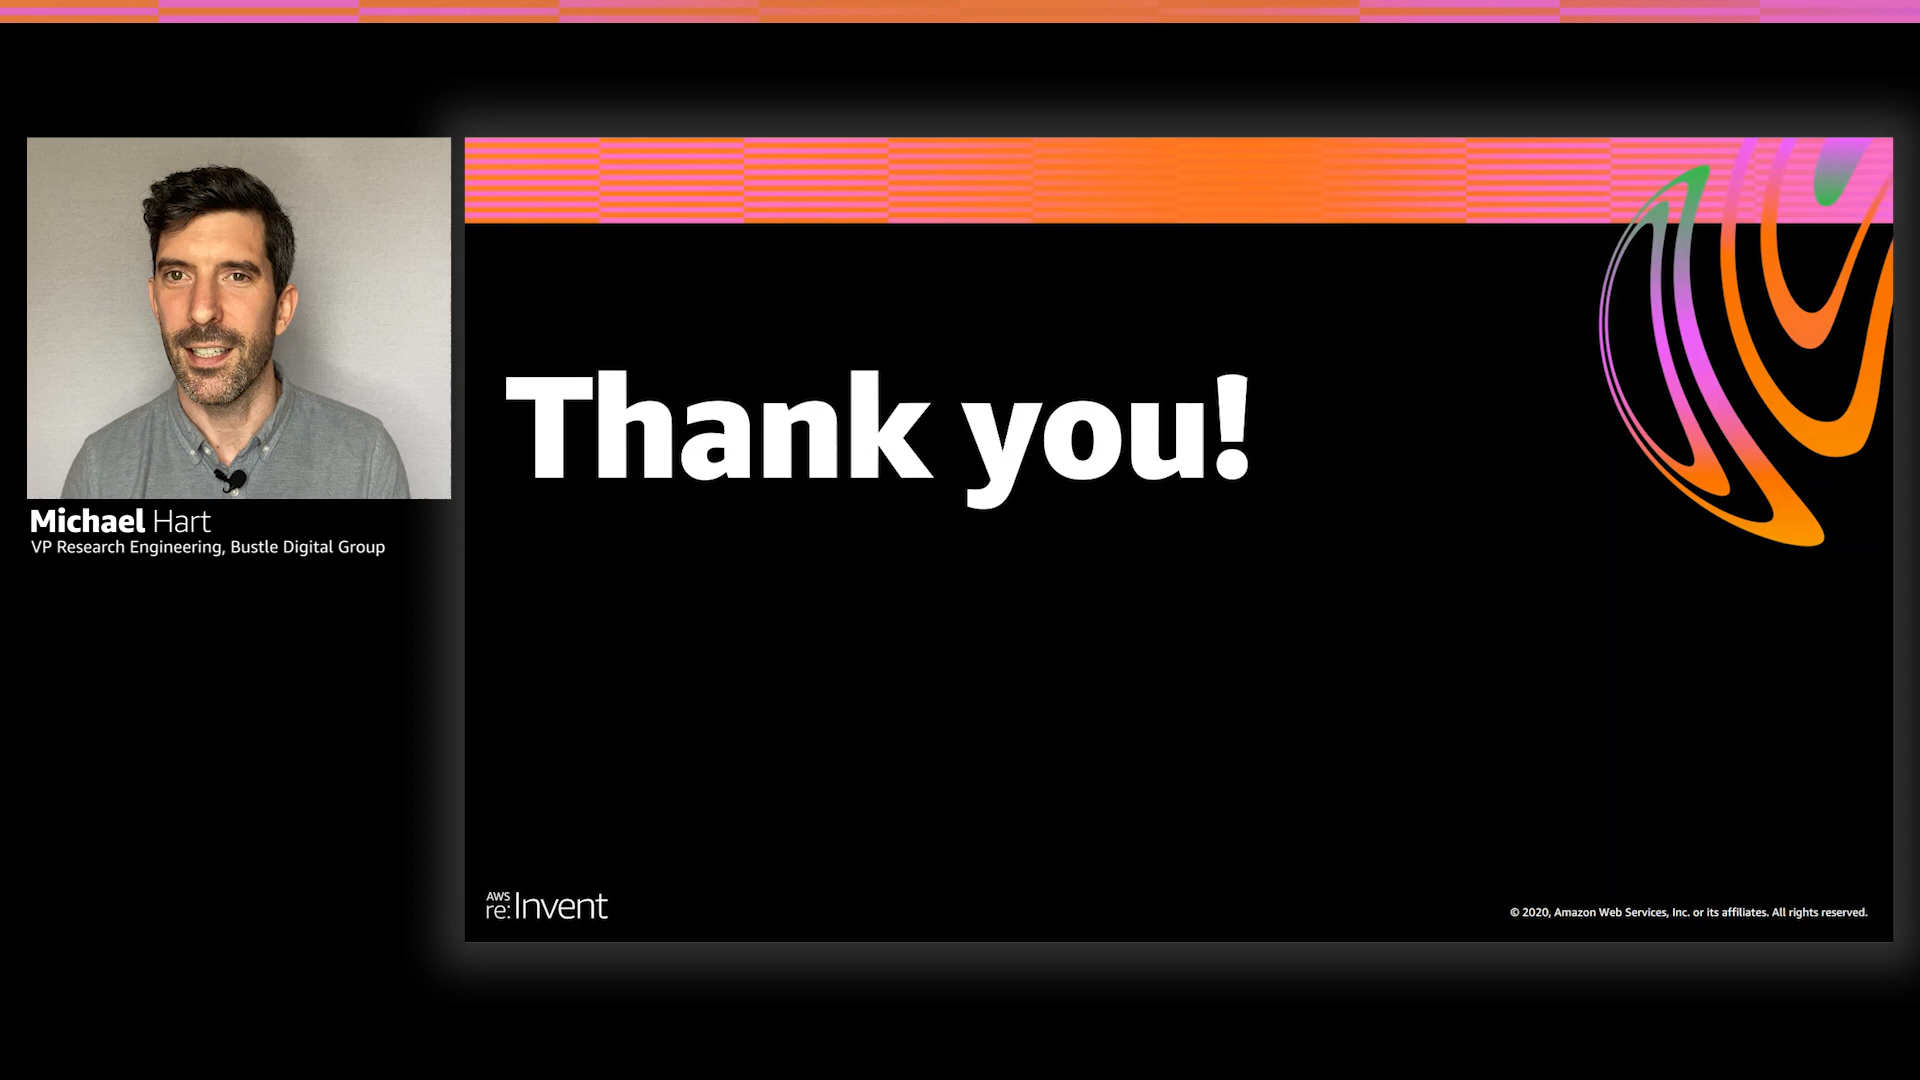 Michael Hart
VP Research Engineering, Bustle Digital Group
Thank you!
AWS
re:Invent
© 2020, Amazon Web Services, Inc. or its affiliates. All rights reserved.